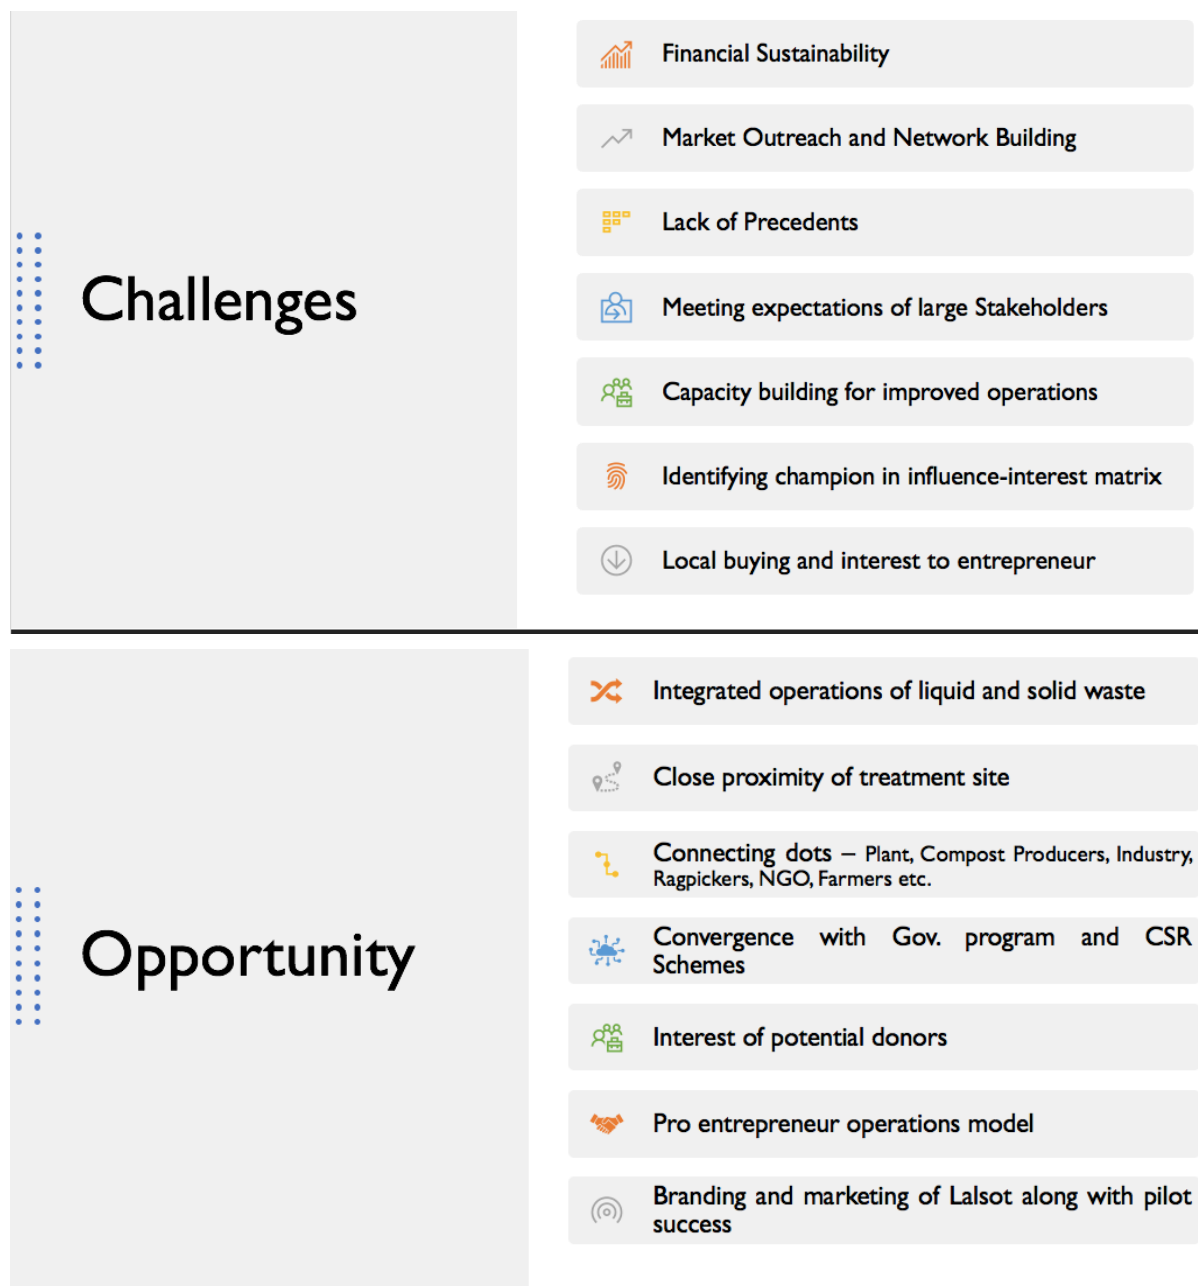 Challenges
Financial Sustainability
Market Outreach and Network Building
Lack of Precedents
Meeting expectations of large Stakeholders
Capacity building for improved operations
Identifying champion in influence-interest matrix
Local buying and interest to entrepreneur
Opportunity
Integrated operations of liquid and solid waste
Close proximity of treatment site
Connecting dots – Plant, Compost Producers, Industry,
Ragpickers, NGO, Farmers etc.
Convergence with Gov. program and CSR
Schemes
Interest of potential donors
Pro entrepreneur operations model
Branding and marketing of Lalsot along with pilot
success